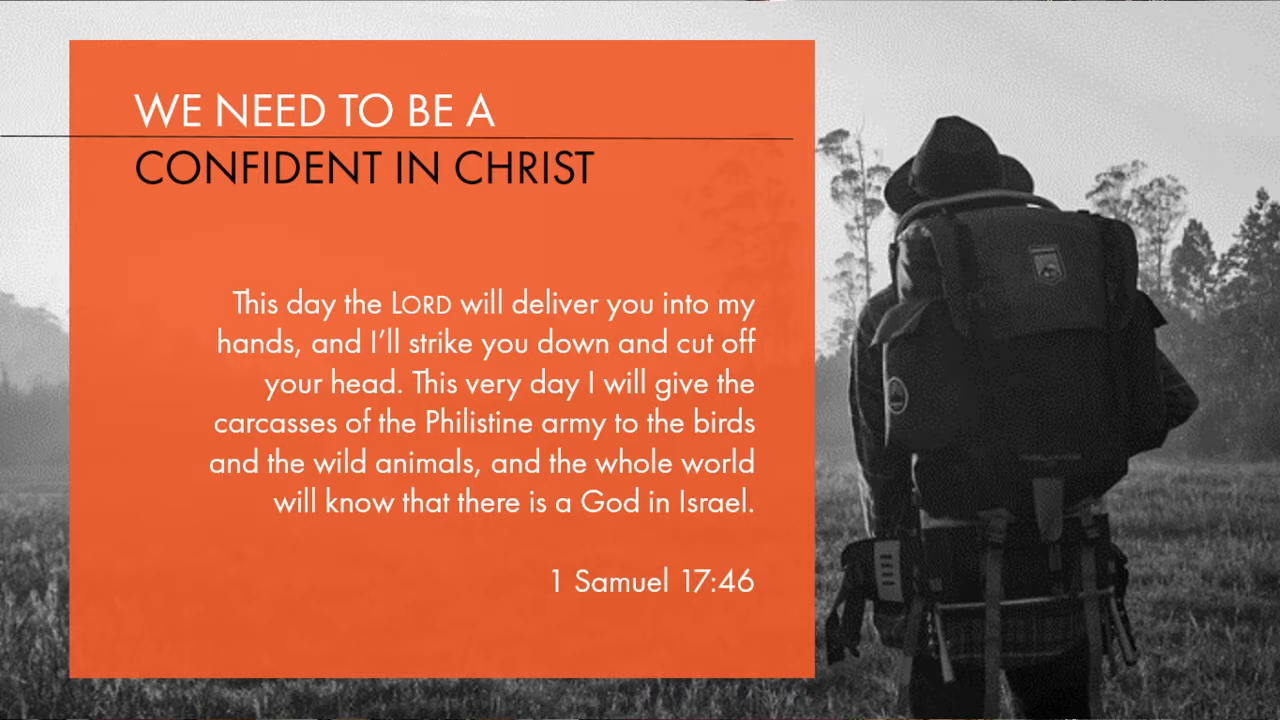 WE NEED TO BE A
CONFIDENT IN CHRIST
This day the LORD will deliver you into my
hands, and I’ll strike you down and cut off
your head. This very day I will give the
carcasses of the Philistine army to the birds
and the wild animals, and the whole world
will know that there is a God in Israel.
1 Samuel 17:46